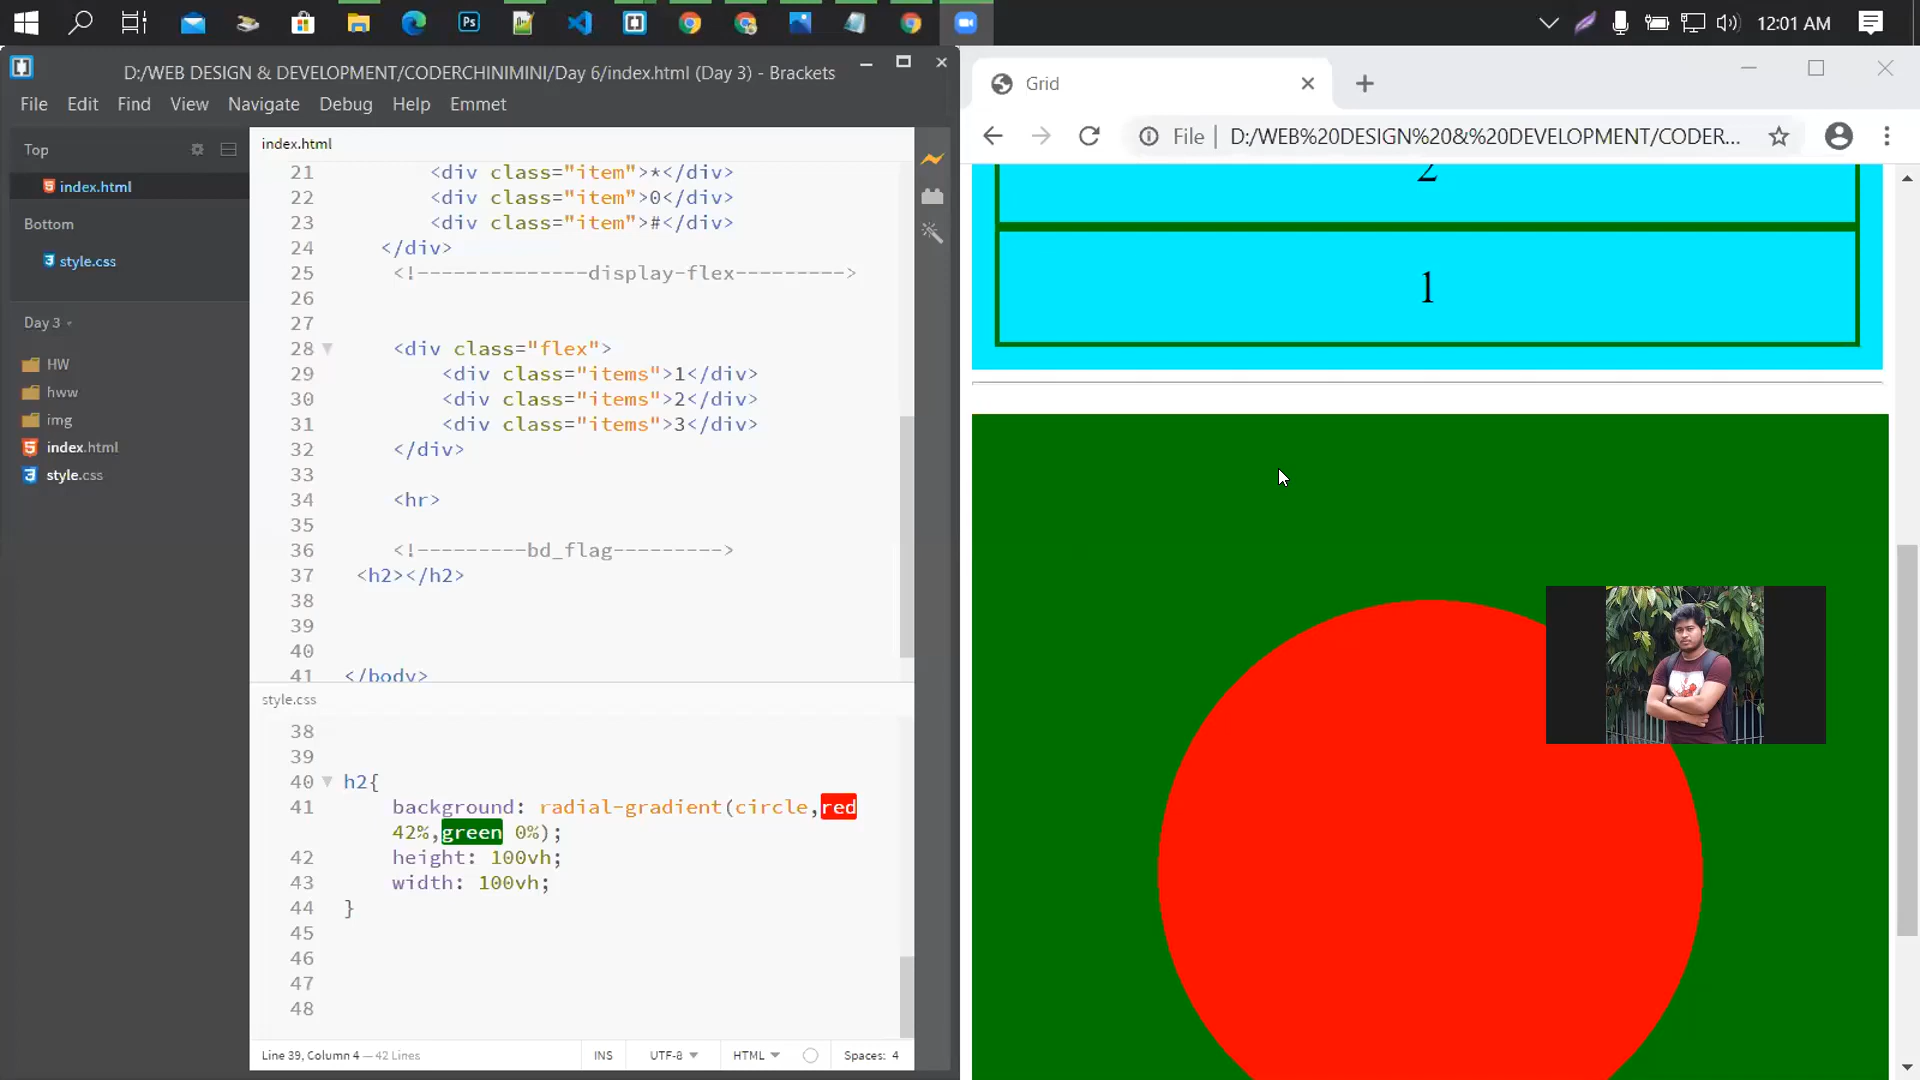 Ps
12:01 AM
D:/WEB DESIGN & DEVELOPMENT/CODERCHINIMINI/Day 6/index.html (Day 3) - Brackets
File Edit Find View Navigate Debug Help Emmet
Top
index.html
Bottom
style.css
Day 3
HW
hww
img
index.html
style.css
index.html
21 <div class="item">*</div>
22 <div class="item">0</div>
23 <div class="item">#</div>
24 </div>
25 <!--------------display-flex--------->
26
27
28 <div class="flex">
29 <div class="items">1</div>
30 <div class="items">2</div>
31 <div class="items">3</div>
32 </div>
33
34 <hr>
35
36 <!---------bd_flag--------->
37 <h2></h2>
38
39
40
41 </body>
style.css
38
39
40 h2{
41 background: radial-gradient(circle,red
42%,green 0%);
42 height: 100vh;
43 width: 100vh;
44 }
45
46
47
48
Line 39, Column 4 — 42 Lines
INS
UTF-8
HTML
Spaces: 4
Grid
File | D:/WEB%20DESIGN%20&%20DEVELOPMENT/CODER...
2
1